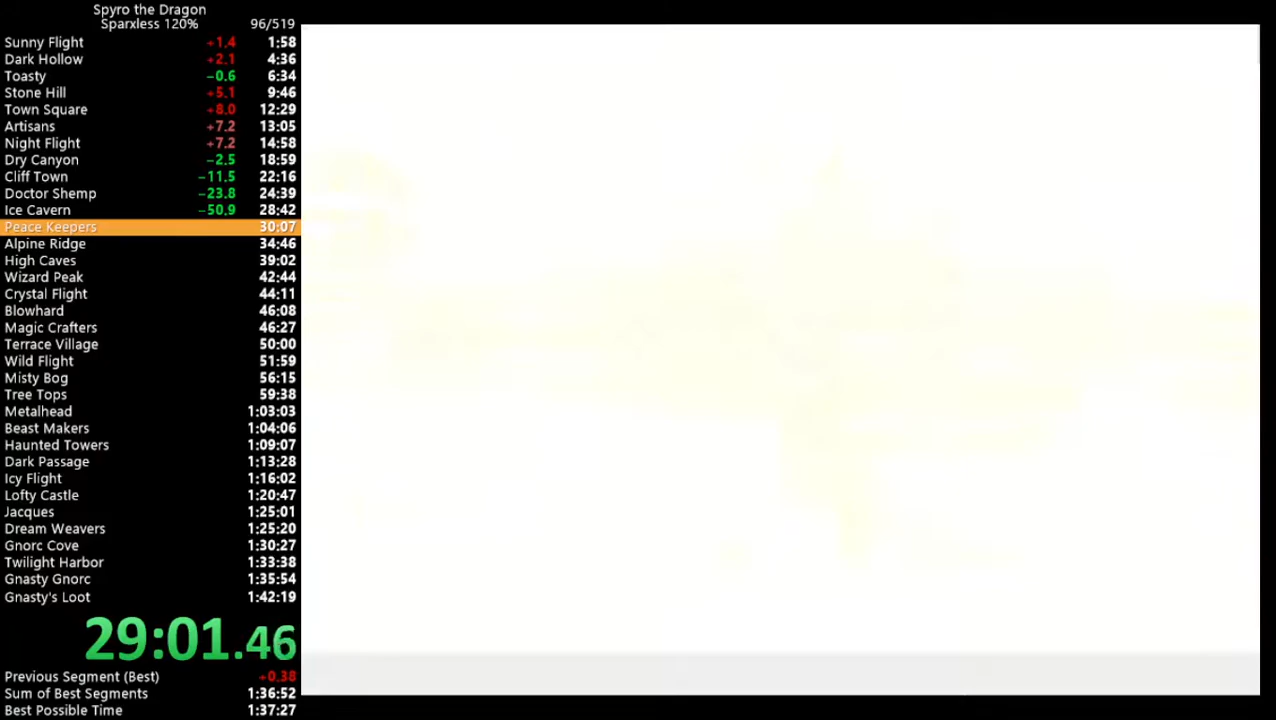 Spyro the Dragon
Sparxless 120% 96/519
Sunny Flight +1.4 1:58
Dark Hollow +2.1 4:36
Toasty −0.6 6:34
Stone Hill +5.1 9:46
Town Square +8.0 12:29
Artisans +7.2 13:05
Night Flight +7.2 14:58
Dry Canyon −2.5 18:59
Cliff Town −11.5 22:16
Doctor Shemp −23.8 24:39
Ice Cavern −50.9 28:42
Peace Keepers 30:07
Alpine Ridge 34:46
High Caves 39:02
Wizard Peak 42:44
Crystal Flight 44:11
Blowhard 46:08
Magic Crafters 46:27
Terrace Village 50:00
Wild Flight 51:59
Misty Bog 56:15
Tree Tops 59:38
Metalhead 1:03:03
Beast Makers 1:04:06
Haunted Towers 1:09:07
Dark Passage 1:13:28
Icy Flight 1:16:02
Lofty Castle 1:20:47
Jacques 1:25:01
Dream Weavers 1:25:20
Gnorc Cove 1:30:27
Twilight Harbor 1:33:38
Gnasty Gnorc 1:35:54
Gnasty's Loot 1:42:19
29:01.46
Previous Segment (Best) +0.38
Sum of Best Segments 1:36:52
Best Possible Time 1:37:27